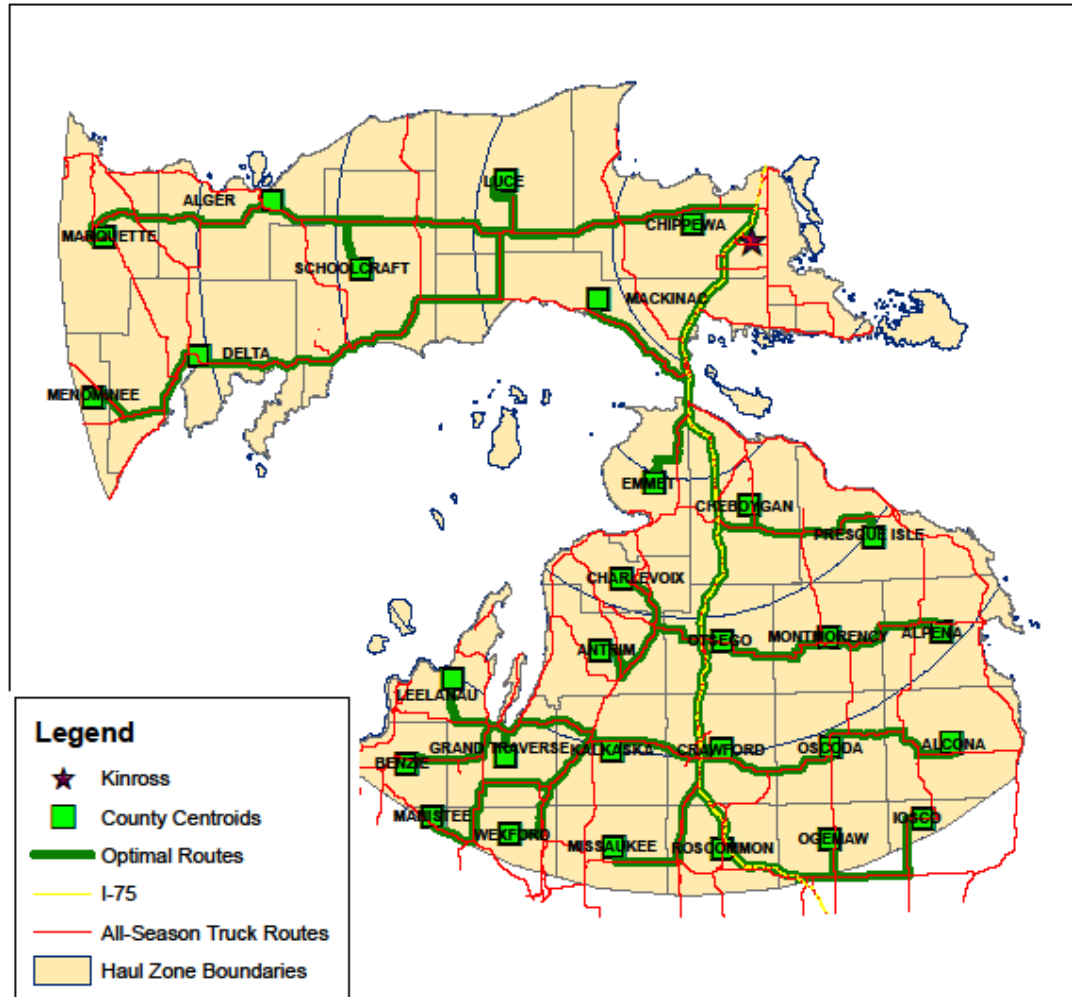 LUCE
ALGER
CHIPPEWA
MARQUETTE
SCHOOLCRAFT
MACKINAC
DELTA
MENOMINEE
EMMET
CHEBOYGAN
PRESQUE ISLE
CHARLEVOIX
OTSEGO
MONTMORENCY
ALPENA
ANTRIM
LEELANAU
GRAND TRAVERSE
KALKASKA
CRAWFORD
OSCODA
ALCONA
BENZIE
MANISTEE
WEXFORD
MISSAUKEE
ROSCOMMON
OGEMAW
IOSCO
Legend
Kinross
County Centroids
Optimal Routes
I-75
All-Season Truck Routes
Haul Zone Boundaries